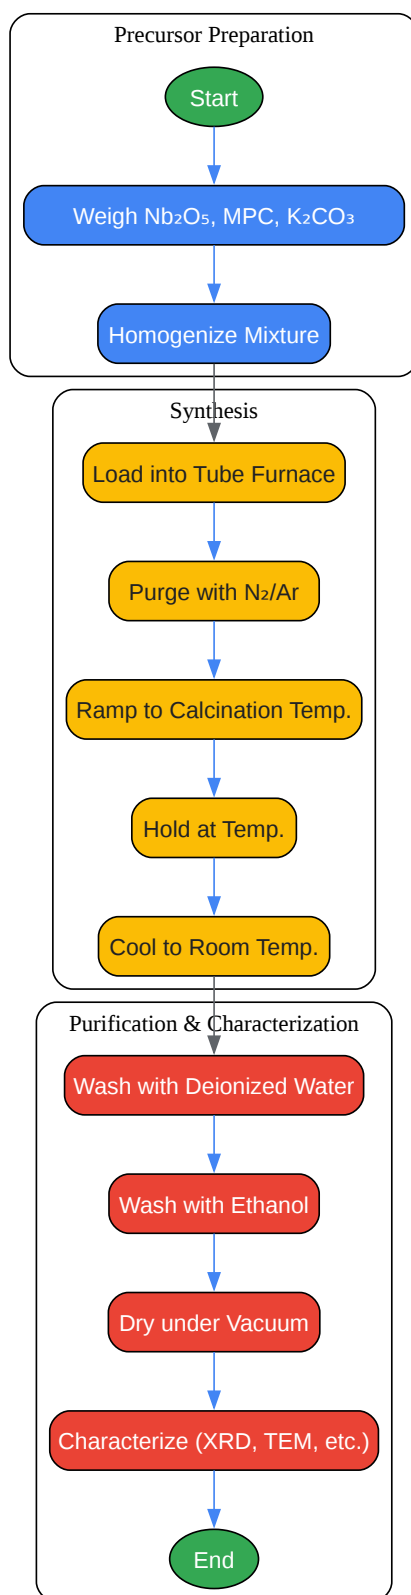 Precursor Preparation
Start
Weigh Nb₂O₅, MPC, K₂CO₃
Homogenize Mixture
Synthesis
Load into Tube Furnace
Purge with N₂/Ar
Ramp to Calcination Temp.
Hold at Temp.
Cool to Room Temp.
Purification & Characterization
Wash with Deionized Water
Wash with Ethanol
Dry under Vacuum
Characterize (XRD, TEM, etc.)
End